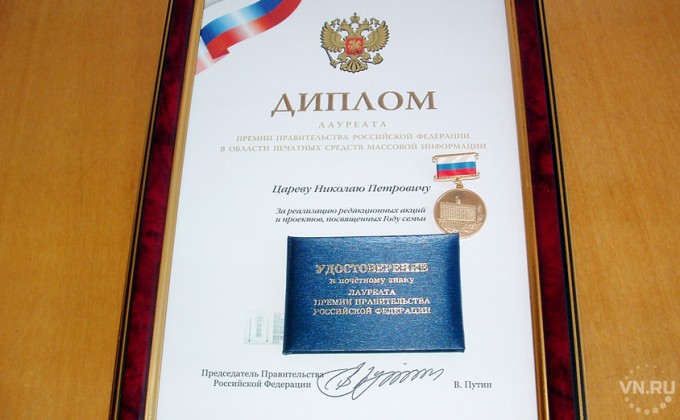 ДИПЛОМ
ЛАУРЕАТА
ПРЕМИИ ПРАВИТЕЛЬСТВА РОССИЙСКОЙ ФЕДЕРАЦИИ
В ОБЛАСТИ ПЕЧАТНЫХ СРЕДСТВ МАССОВОЙ ИНФОРМАЦИИ
Цареву Николаю Петровичу
За реализацию редакционных акций
и проектов, посвященных Году семьи
УДОСТОВЕРЕНИЕ
к почётному знаку
ЛАУРЕАТА
ПРЕМИИ ПРАВИТЕЛЬСТВА
РОССИЙСКОЙ ФЕДЕРАЦИИ
Председатель Правительства
Российской Федерации
В. Путин
VN.RU